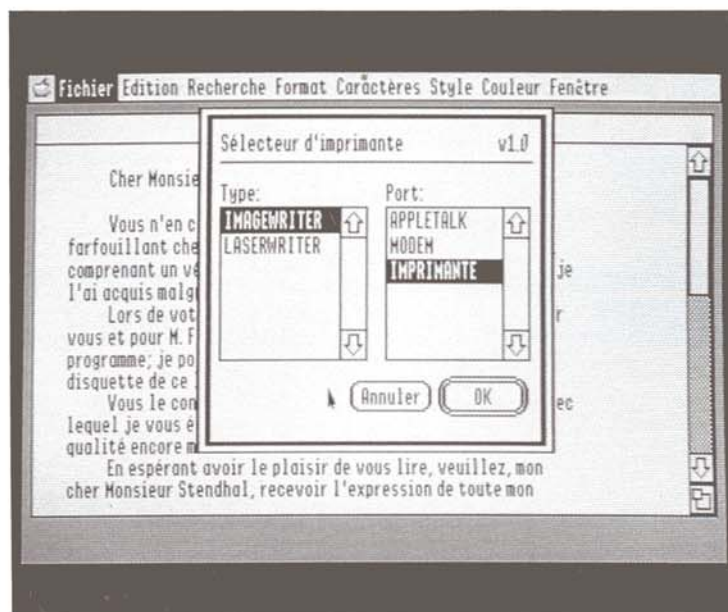 Fichier Edition Recherche Format Caractères Style Couleur Fenêtre
Sélecteur d'imprimante v1.0
Type: Port:
IMAGEWRITER
LASERWRITER
APPLETALK
MODEM
IMPRIMANTE
Annuler OK
Cher Monsie
Vous n'en c
farfouillant che
comprenant un ve je
l'ai acquis malg
Lors de vot r
vous et pour M. F
programme; je po
disquette de ce
Vous le con ec
lequel je vous é
qualité encore m
En espérant avoir le plaisir de vous lire, veuillez, mon
cher Monsieur Stendhal, recevoir l'expression de toute mon